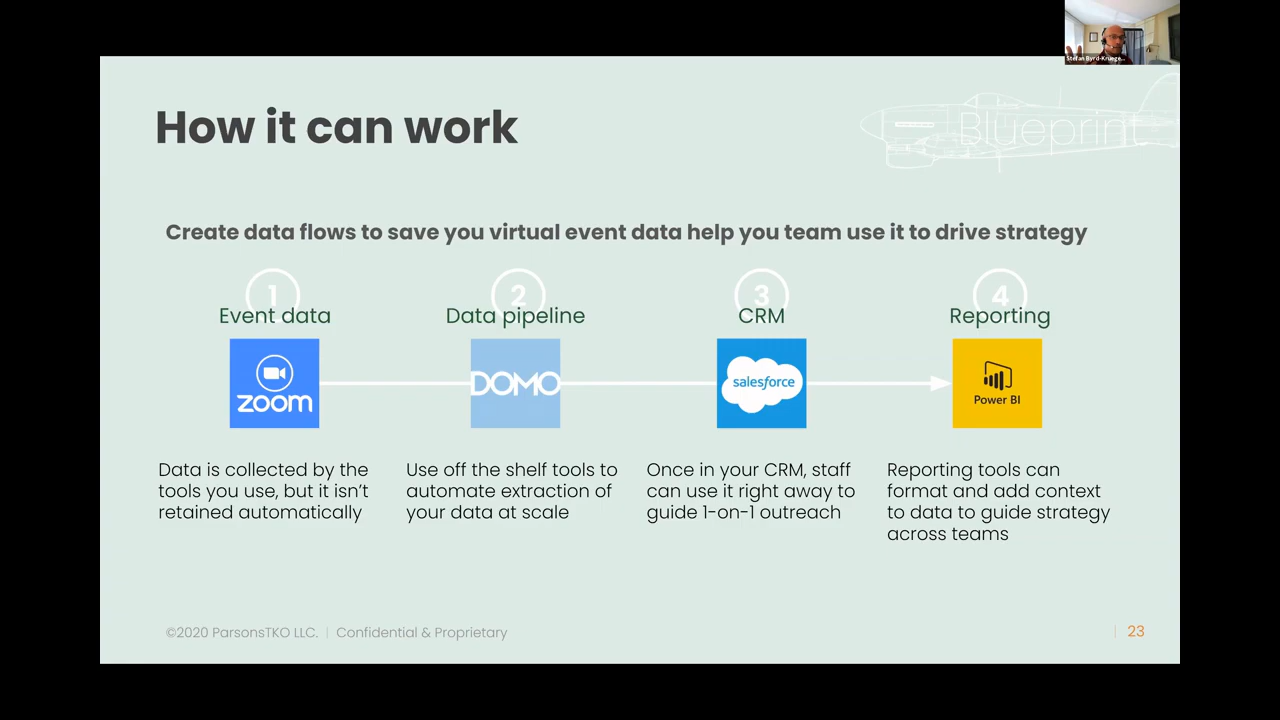 Stefan Byrd-Kruege...
How it can work
Blueprint
Create data flows to save you virtual event data help you team use it to drive strategy
1
2
3
4
Event data
Data pipeline
CRM
Reporting
zoom
DOMO
salesforce
Power BI
Data is collected by the
tools you use, but it isn't
retained automatically
Use off the shelf tools to
automate extraction of
your data at scale
Once in your CRM, staff
can use it right away to
guide 1-on-1 outreach
Reporting tools can
format and add context
to data to guide strategy
across teams
©2020 ParsonsTKO LLC. | Confidential & Proprietary
| 23